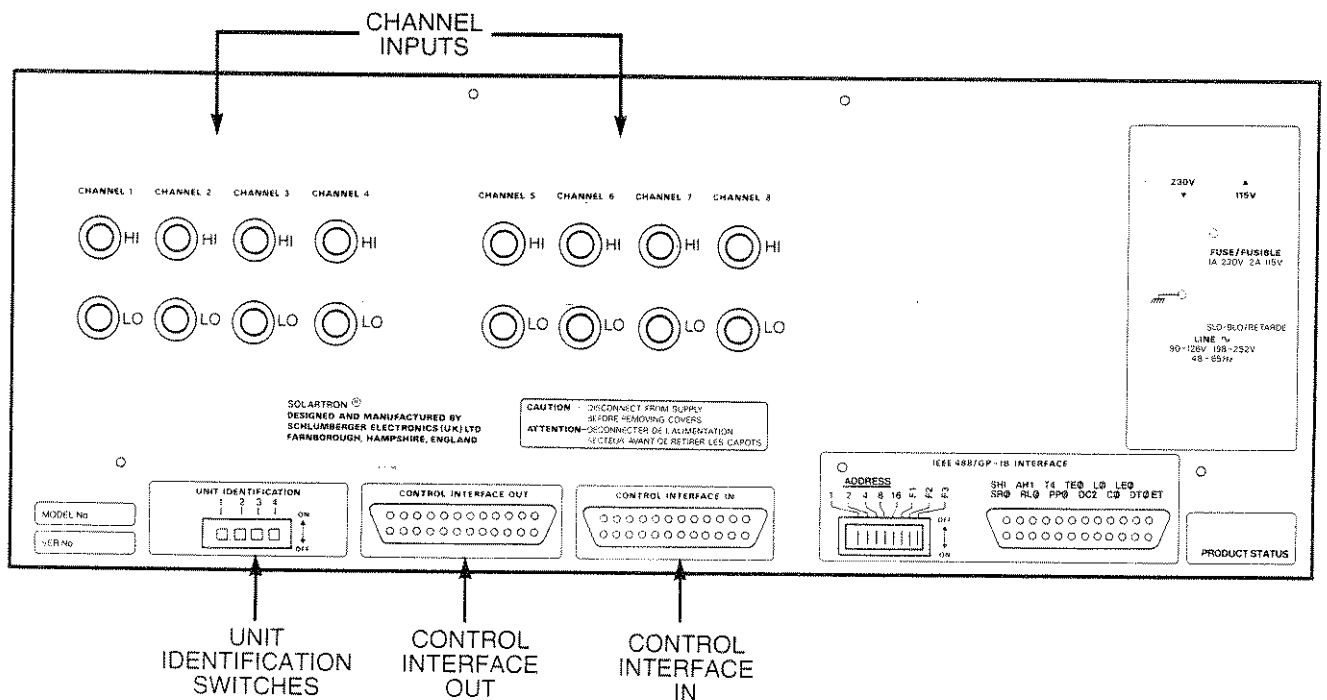 CHANNEL
INPUTS
CHANNEL 1 CHANNEL 2 CHANNEL 3 CHANNEL 4 CHANNEL 5 CHANNEL 6 CHANNEL 7 CHANNEL 8
HI HI HI HI HI HI HI HI
LO LO LO LO LO LO LO LO
230V 115V
FUSE/FUSIBLE
1A 230V 2A 115V
SLO-BLO/RETARDE
LINE ∿
90-126V 198-252V
48-65Hz
SOLARTRON
DESIGNED AND MANUFACTURED BY
SCHLUMBERGER ELECTRONICS (UK) LTD
FARNBOROUGH, HAMPSHIRE, ENGLAND
CAUTION - DISCONNECT FROM SUPPLY
BEFORE REMOVING COVERS
ATTENTION-DECONNECTER DE L'ALIMENTATION
SECTEUR AVANT DE RETIRER LES CAPOTS
MODEL No
VER No
UNIT IDENTIFICATION
1 2 3 4
ON
OFF
CONTROL INTERFACE OUT
CONTROL INTERFACE IN
IEEE 488/GP-IB INTERFACE
ADDRESS
1 2 4 8 16 F1 F2 F3
OFF
ON
SH1 AH1 T4 TE0 L0 LE0
SR0 RL0 PP0 DC2 C0 DT0 ET
PRODUCT STATUS
UNIT
IDENTIFICATION
SWITCHES
CONTROL
INTERFACE
OUT
CONTROL
INTERFACE
IN